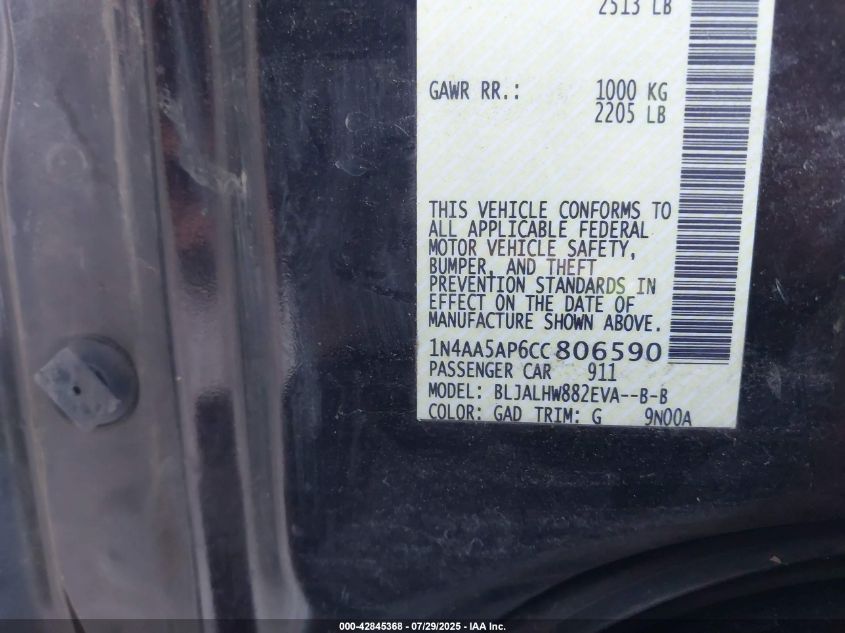 2513 LB
GAWR RR.: 1000 KG
2205 LB
THIS VEHICLE CONFORMS TO
ALL APPLICABLE FEDERAL
MOTOR VEHICLE SAFETY,
BUMPER, AND THEFT
PREVENTION STANDARDS IN
EFFECT ON THE DATE OF
MANUFACTURE SHOWN ABOVE.
1N4AA5AP6CC806590
PASSENGER CAR 911
MODEL: BLJALHW882EVA--B-B
COLOR: GAD TRIM: G 9N00A
000-42845368 - 07/29/2025 - IAA Inc.